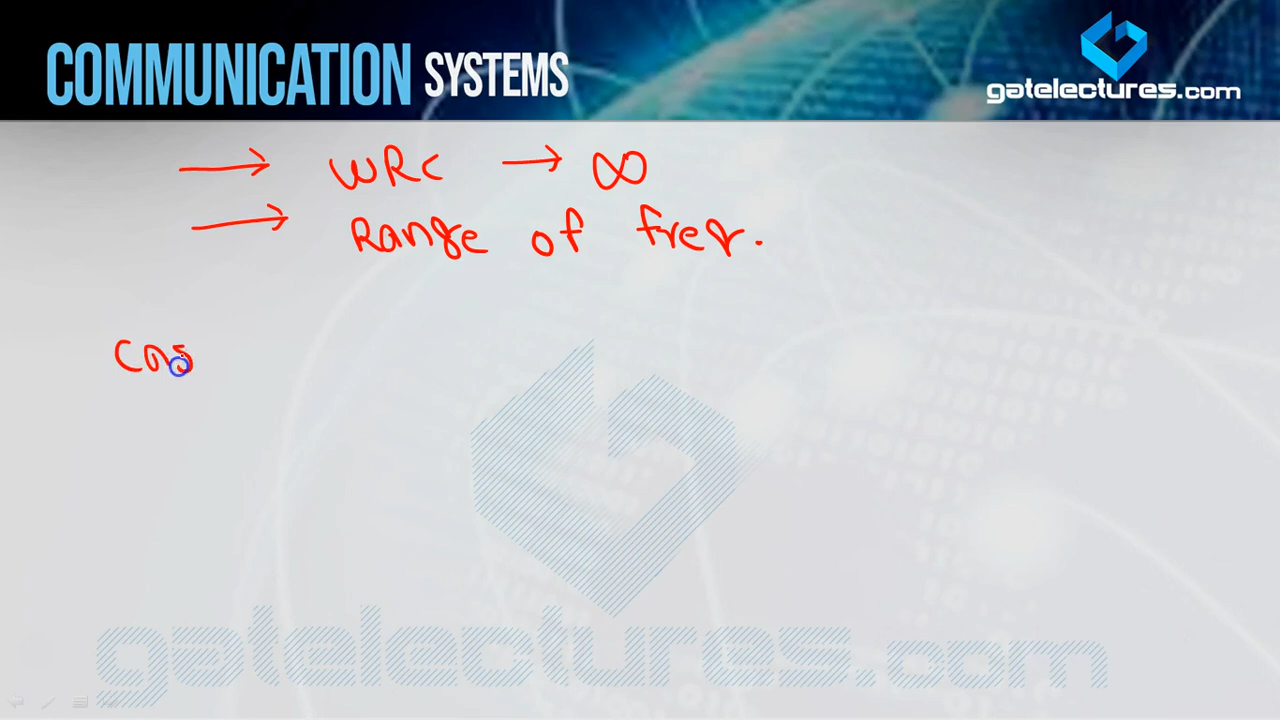 COMMUNICATION SYSTEMS
gatelectures.com
→ WRC → ∞
→ Range of freq.
cos
gatelectures.com